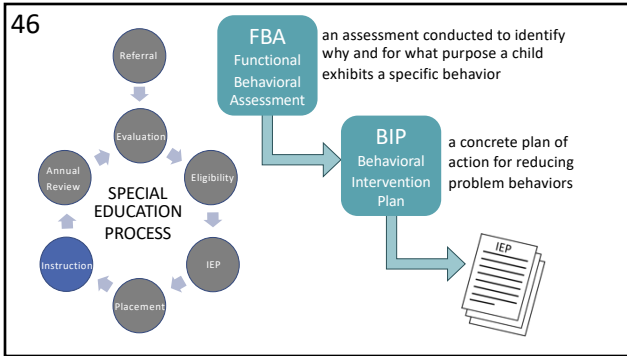 46
Referral
Evaluation
Eligibility
IEP
Placement
Instruction
Annual
Review
SPECIAL
EDUCATION
PROCESS
FBA
Functional
Behavioral
Assessment
an assessment conducted to identify
why and for what purpose a child
exhibits a specific behavior
BIP
Behavioral
Intervention
Plan
a concrete plan of
action for reducing
problem behaviors
IEP